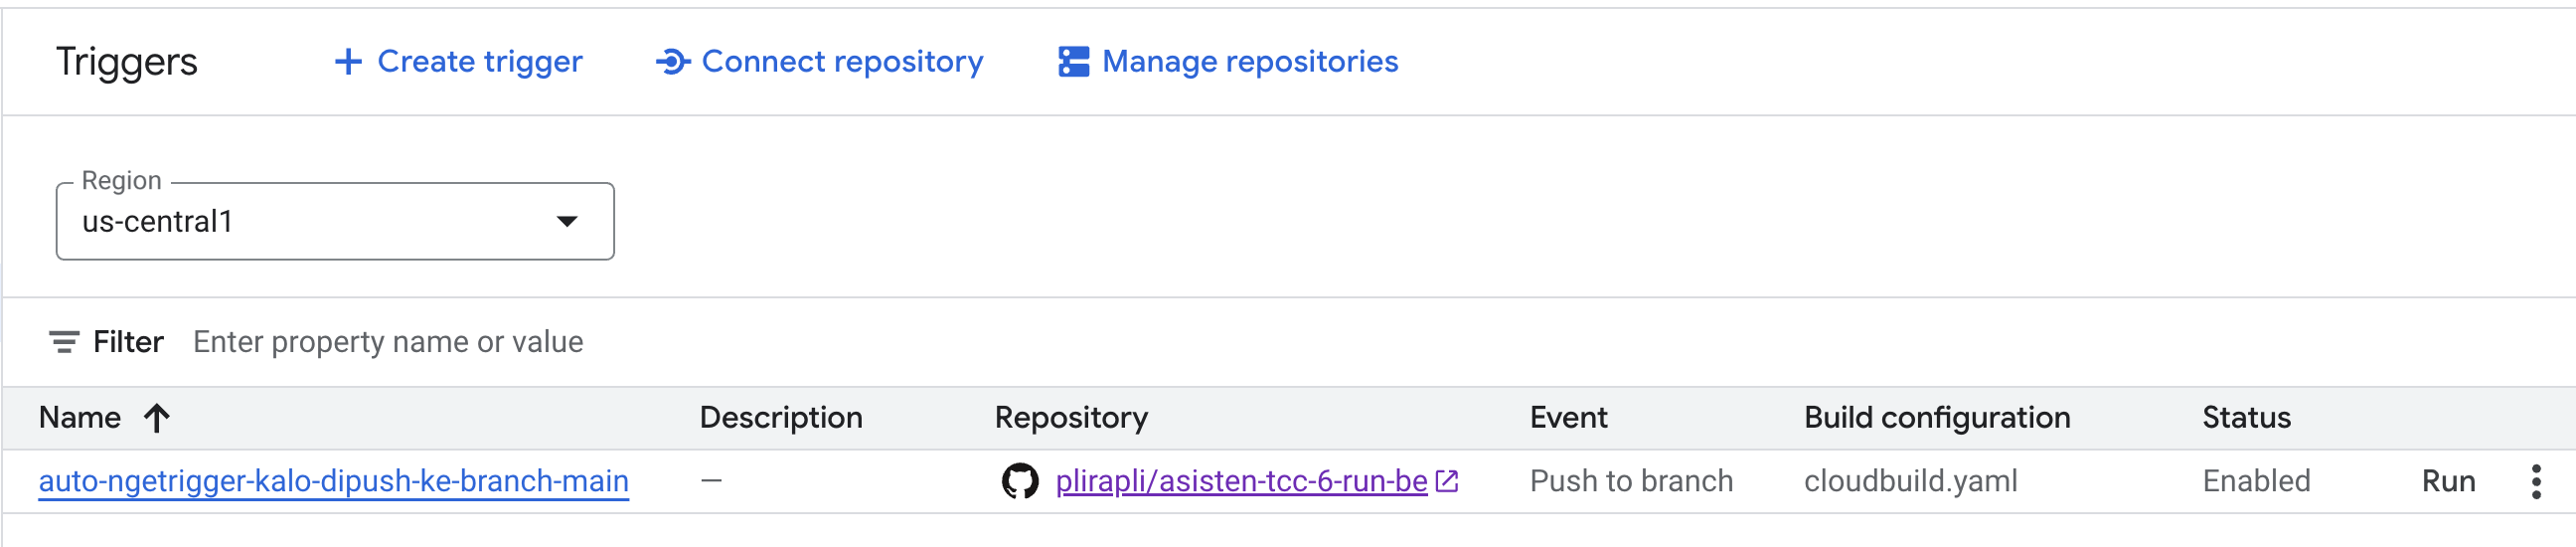 Triggers Create trigger Connect repository Manage repositories
Region
us-central1
Filter Enter property name or value
Name Description Repository Event Build configuration Status
auto-ngetrigger-kalo-dipush-ke-branch-main — plirapli/asisten-tcc-6-run-be Push to branch cloudbuild.yaml Enabled Run